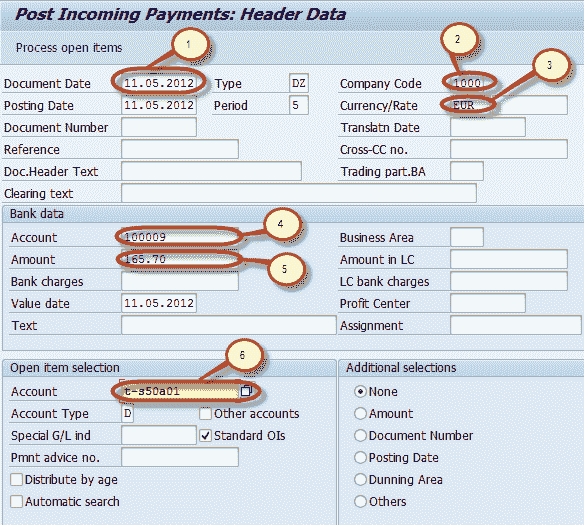 Post Incoming Payments: Header Data
Process open items
1
2
3
Document Date 11.05.2012 Type DZ Company Code 1000
Posting Date 11.05.2012 Period 5 Currency/Rate EUR
Document Number Translatn Date
Reference Cross-CC no.
Doc.Header Text Trading part.BA
Clearing text
Bank data
4
Account 100009 Business Area
Amount 165.70 Amount in LC
5
Bank charges LC bank charges
Value date 11.05.2012 Profit Center
Text Assignment
6
Open item selection Additional selections
Account t-s50a01 None
Account Type D Other accounts Amount
Special G/L ind Standard OIs Document Number
Pmnt advice no. Posting Date
Distribute by age Dunning Area
Automatic search Others